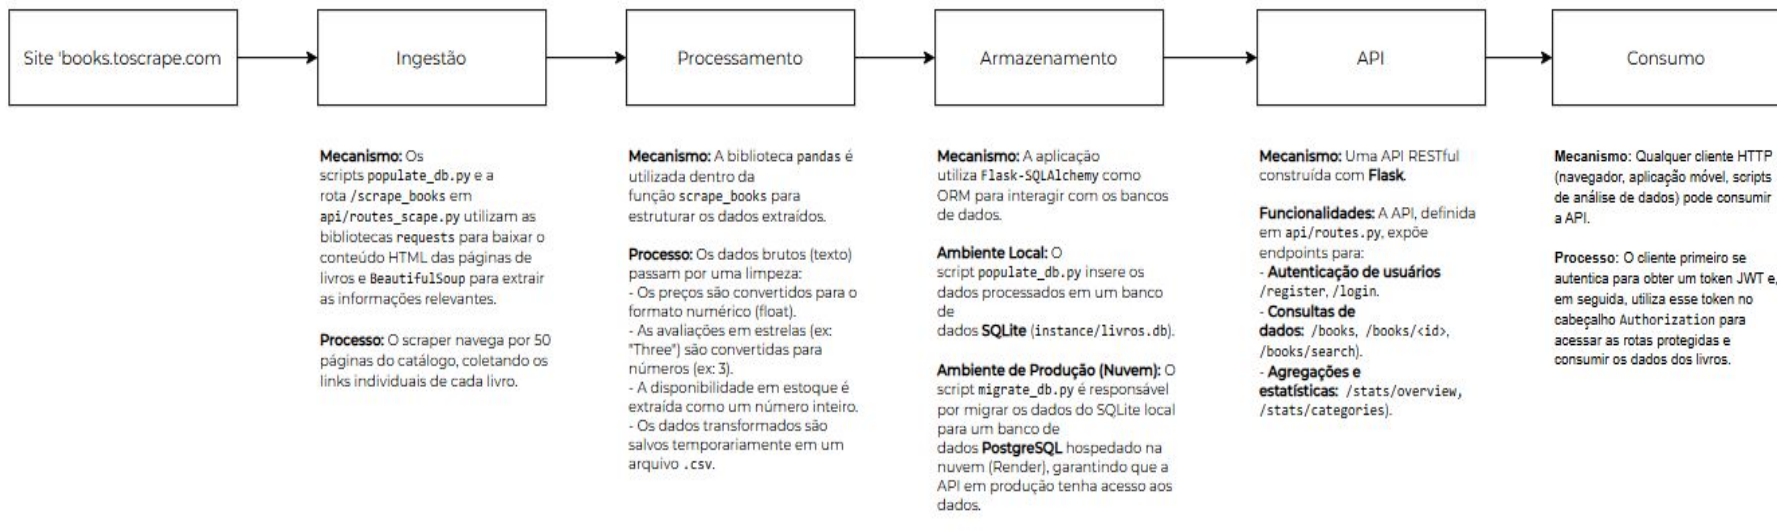 Site 'books.toscrape.com
Ingestão
Processamento
Armazenamento
API
Consumo
Mecanismo: Os
scripts populate_db.py e a
rota /scrape_books em
api/routes_scape.py utilizam as
bibliotecas requests para baixar o
conteúdo HTML das páginas de
livros e BeautifulSoup para extrair
as informações relevantes.
Processo: O scraper navega por 50
páginas do catálogo, coletando os
links individuais de cada livro.
Mecanismo: A biblioteca pandas é
utilizada dentro da
função scrape_books para
estruturar os dados extraídos.
Processo: Os dados brutos (texto)
passam por uma limpeza:
- Os preços são convertidos para o
formato numérico (float).
- As avaliações em estrelas (ex:
"Three") são convertidas para
números (ex: 3).
- A disponibilidade em estoque é
extraída como um número inteiro.
- Os dados transformados são
salvos temporariamente em um
arquivo .csv.
Mecanismo: A aplicação
utiliza Flask-SQLAlchemy como
ORM para interagir com os bancos
de dados.
Ambiente Local: O
script populate_db.py insere os
dados processados em um banco
de
dados SQLite (instance/livros.db).
Ambiente de Produção (Nuvem): O
script migrate_db.py é responsável
por migrar os dados do SQLite local
para um banco de
dados PostgreSQL hospedado na
nuvem (Render), garantindo que a
API em produção tenha acesso aos
dados.
Mecanismo: Uma API RESTful
construída com Flask.
Funcionalidades: A API, definida
em api/routes.py, expõe
endpoints para:
- Autenticação de usuários
/register, /login.
- Consultas de
dados: /books, /books/<id>,
/books/search).
- Agregações e
estatísticas: /stats/overview,
/stats/categories).
Mecanismo: Qualquer cliente HTTP
(navegador, aplicação móvel, scripts
de análise de dados) pode consumir
a API.
Processo: O cliente primeiro se
autentica para obter um token JWT e,
em seguida, utiliza esse token no
cabeçalho Authorization para
acessar as rotas protegidas e
consumir os dados dos livros.